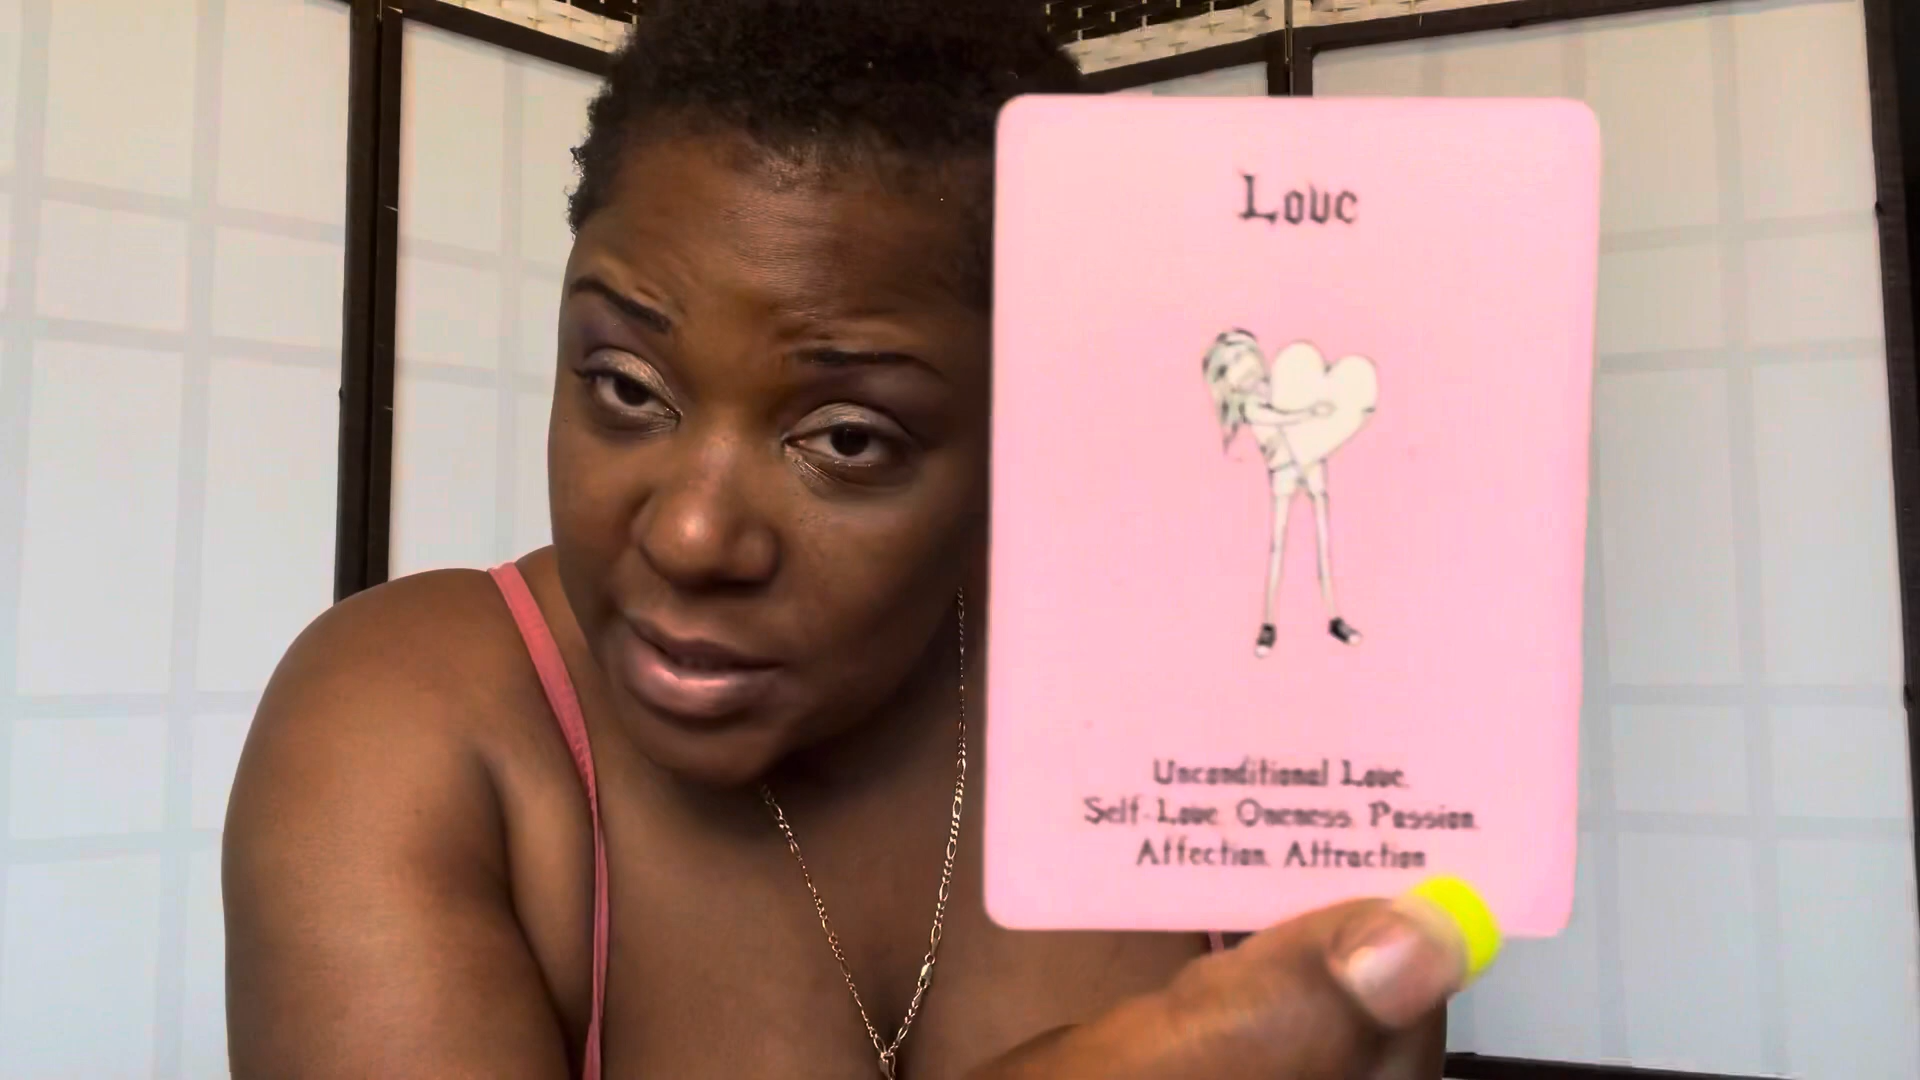 Love
Unconditional Love.
Self-Love. Oneness. Passion.
Affection. Attraction